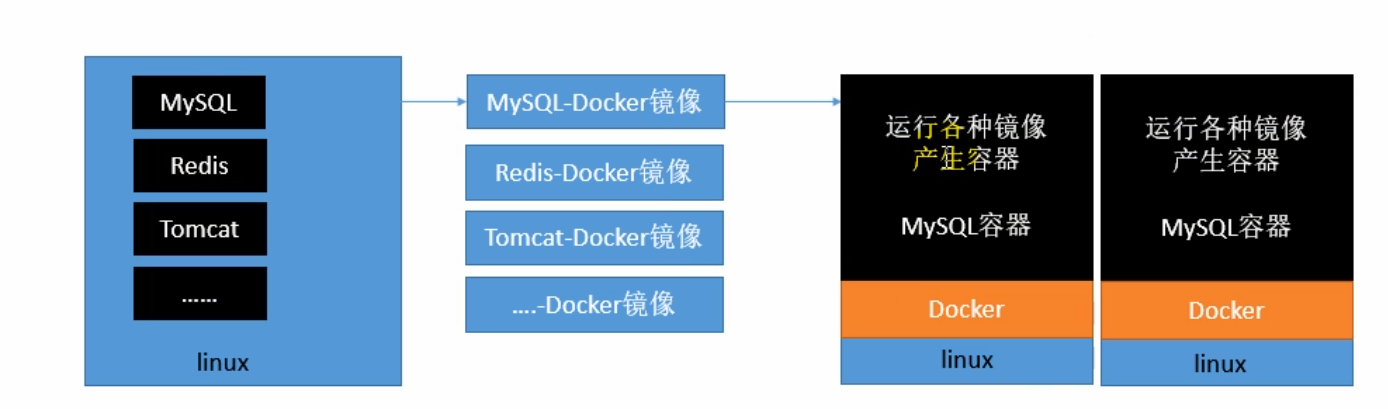 MySQL
Redis
Tomcat
......
linux
MySQL-Docker镜像
Redis-Docker镜像
Tomcat-Docker镜像
....-Docker镜像
运行各种镜像
产生容器
MySQL容器
Docker
linux
运行各种镜像
产生容器
MySQL容器
Docker
linux